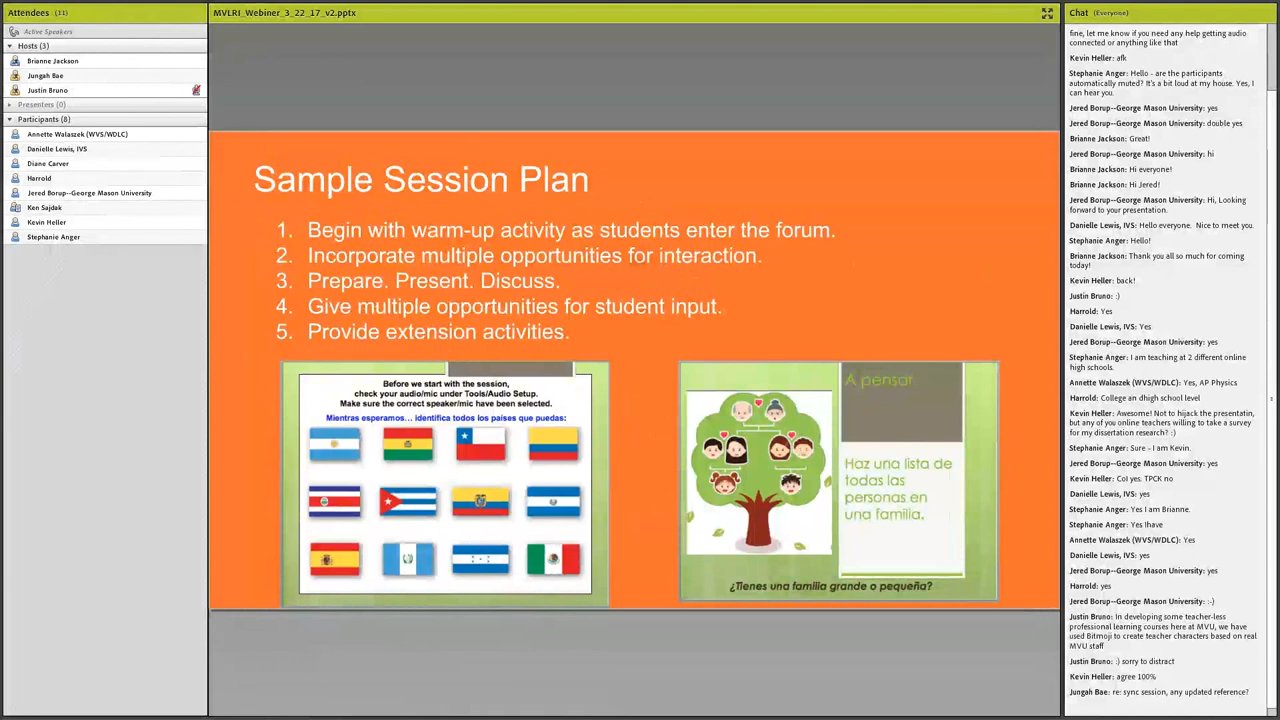 Attendees (11)
Active Speakers
Hosts (3)
Brianne Jackson
Jungah Bae
Justin Bruno
Presenters (0)
Participants (8)
Annette Walaszek (WVS/WDLC)
Danielle Lewis, IVS
Diane Carver
Harrold
Jered Borup--George Mason University
Ken Sajdak
Kevin Heller
Stephanie Anger
MVLRI_Webiner_3_22_17_v2.pptx
Sample Session Plan
1. Begin with warm-up activity as students enter the forum.
2. Incorporate multiple opportunities for interaction.
3. Prepare. Present. Discuss.
4. Give multiple opportunities for student input.
5. Provide extension activities.
Before we start with the session,
check your audio/mic under Tools/Audio Setup.
Make sure the correct speaker/mic have been selected.
Mientras esperamos... identifica todos los países que puedas:
A pensar
Haz una lista de
todas las
personas en
una familia.
¿Tienes una familia grande o pequeña?
Chat (Everyone)
fine, let me know if you need any help getting audio
connected or anything like that
Kevin Heller: afk
Stephanie Anger: Hello - are the participants
automatically muted? It's a bit loud at my house. Yes, I
can hear you.
Jered Borup--George Mason University: yes
Jered Borup--George Mason University: double yes
Brianne Jackson: Great!
Jered Borup--George Mason University: hi
Brianne Jackson: Hi everyone!
Brianne Jackson: Hi Jered!
Jered Borup--George Mason University: Hi, Looking
forward to your presentation.
Danielle Lewis, IVS: Hello everyone. Nice to meet you.
Stephanie Anger: Hello!
Brianne Jackson: Thank you all so much for coming
today!
Kevin Heller: back!
Justin Bruno: :)
Harrold: Yes
Danielle Lewis, IVS: Yes
Jered Borup--George Mason University: yes
Stephanie Anger: I am teaching at 2 different online
high schools.
Annette Walaszek (WVS/WDLC): Yes, AP Physics
Harrold: College an dhigh school level
Kevin Heller: Awesome! Not to hijack the presentatin,
but any of you online teachers willing to take a survey
for my dissertation research? :)
Stephanie Anger: Sure - I am Kevin.
Jered Borup--George Mason University: yes
Kevin Heller: CoI yes. TPCK no
Danielle Lewis, IVS: yes
Stephanie Anger: Yes I am Brianne.
Stephanie Anger: Yes Ihave
Annette Walaszek (WVS/WDLC): Yes
Danielle Lewis, IVS: yes
Jered Borup--George Mason University: yes
Harrold: yes
Jered Borup--George Mason University: :-)
Justin Bruno: In developing some teacher-less
professional learning courses here at MVU, we have
used Bitmoji to create teacher characters based on real
MVU staff
Justin Bruno: :) sorry to distract
Kevin Heller: agree 100%
Jungah Bae: re: sync session, any updated reference?